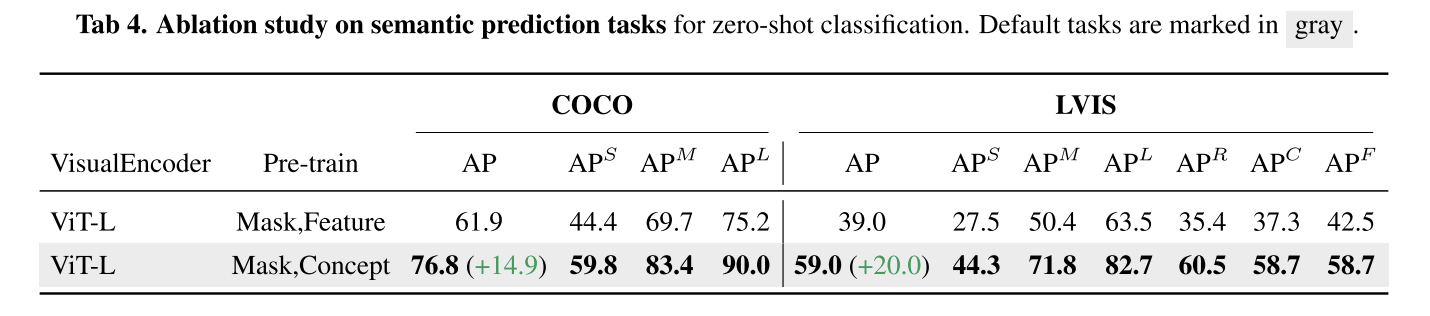 Tab 4. Ablation study on semantic prediction tasks for zero-shot classification. Default tasks are marked in gray .
COCO LVIS
VisualEncoder Pre-train AP AP^S AP^M AP^L AP AP^S AP^M AP^L AP^R AP^C AP^F
ViT-L Mask,Feature 61.9 44.4 69.7 75.2 39.0 27.5 50.4 63.5 35.4 37.3 42.5
ViT-L Mask,Concept 76.8 (+14.9) 59.8 83.4 90.0 59.0 (+20.0) 44.3 71.8 82.7 60.5 58.7 58.7